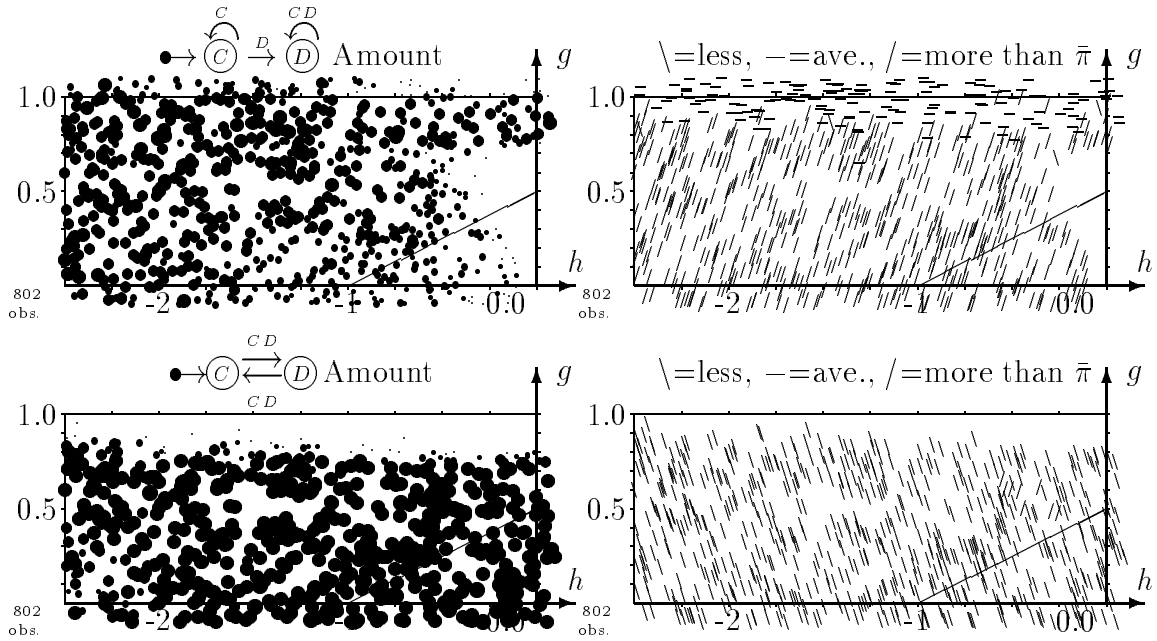 C C D
C D D Amount
\=less, −=ave., /=more than π̄
g g
1.0 1.0
0.5 0.5
h h
802 obs. -2 -1 0.0
802 obs. -2 -1 0.0
C D
C D Amount
C D
\=less, −=ave., /=more than π̄
g g
1.0 1.0
0.5 0.5
h h
802 obs. -2 -1 0.0
802 obs. -2 -1 0.0